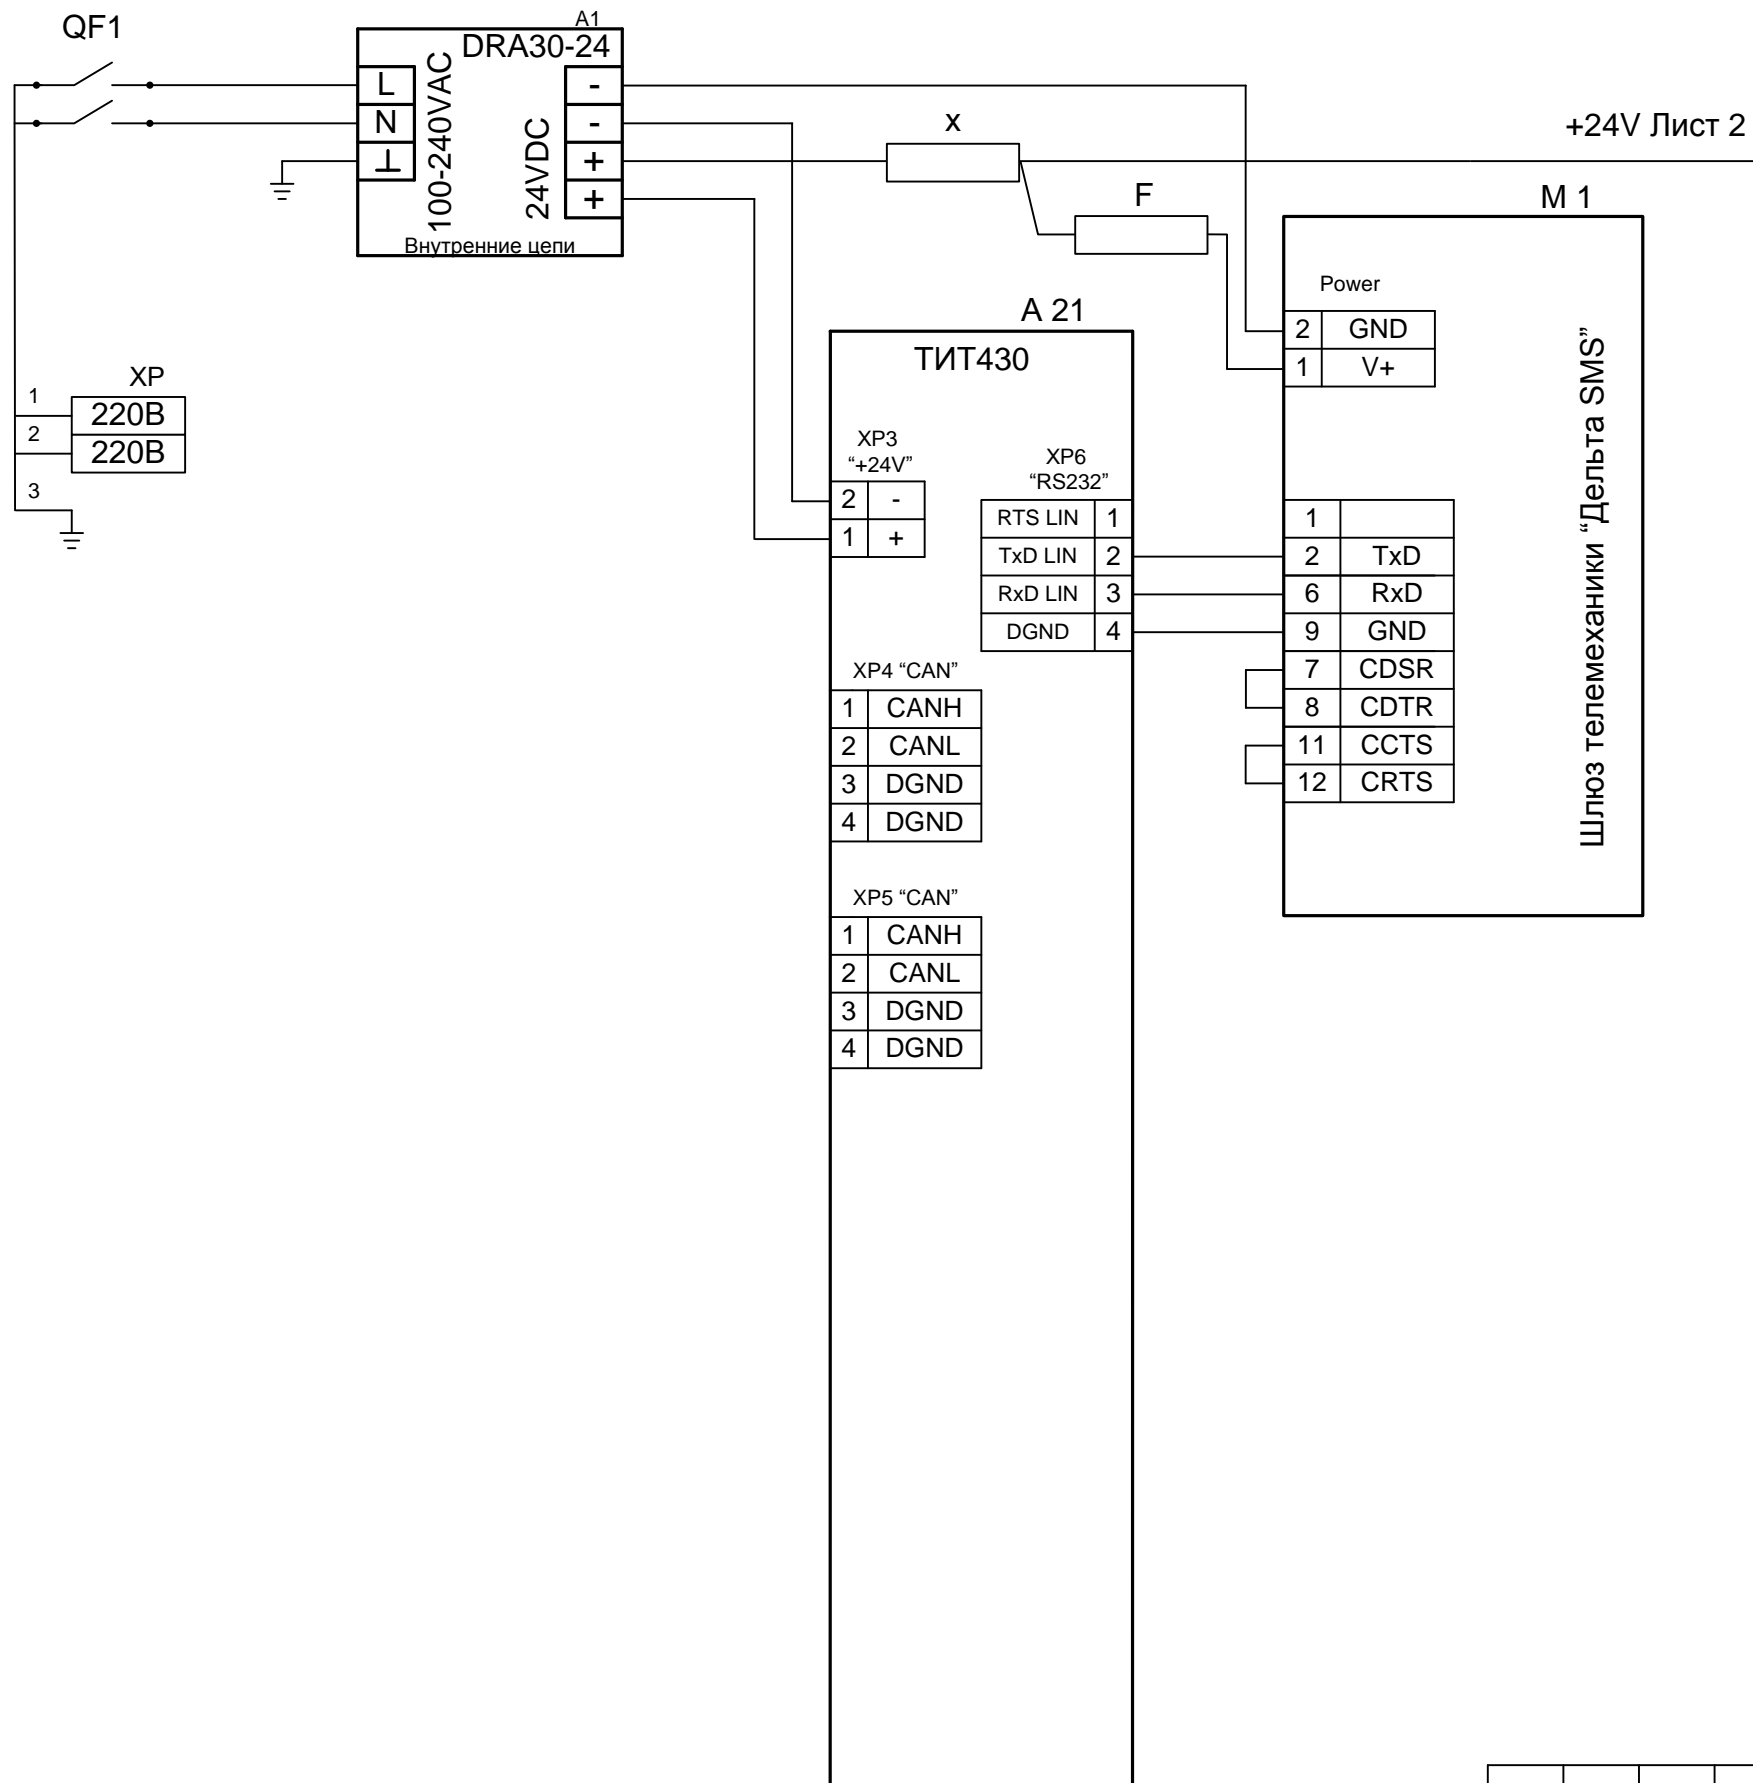 QF1
A1
DRA30-24
L
N
⊥
100-240VAC
24VDC
-
-
+
+
Внутренние цепи
x
F
+24V Лист 2
XP
1
220В
2
220В
3
А 21
ТИТ430
XP3
“+24V”
2 -
1 +
XP6
“RS232”
RTS LIN 1
TxD LIN 2
RxD LIN 3
DGND 4
XP4 “CAN”
1 CANH
2 CANL
3 DGND
4 DGND
XP5 “CAN”
1 CANH
2 CANL
3 DGND
4 DGND
М 1
Power
2 GND
1 V+
1
2 TxD
6 RxD
9 GND
7 CDSR
8 CDTR
11 CCTS
12 CRTS
Шлюз телемеханики “Дельта SMS”